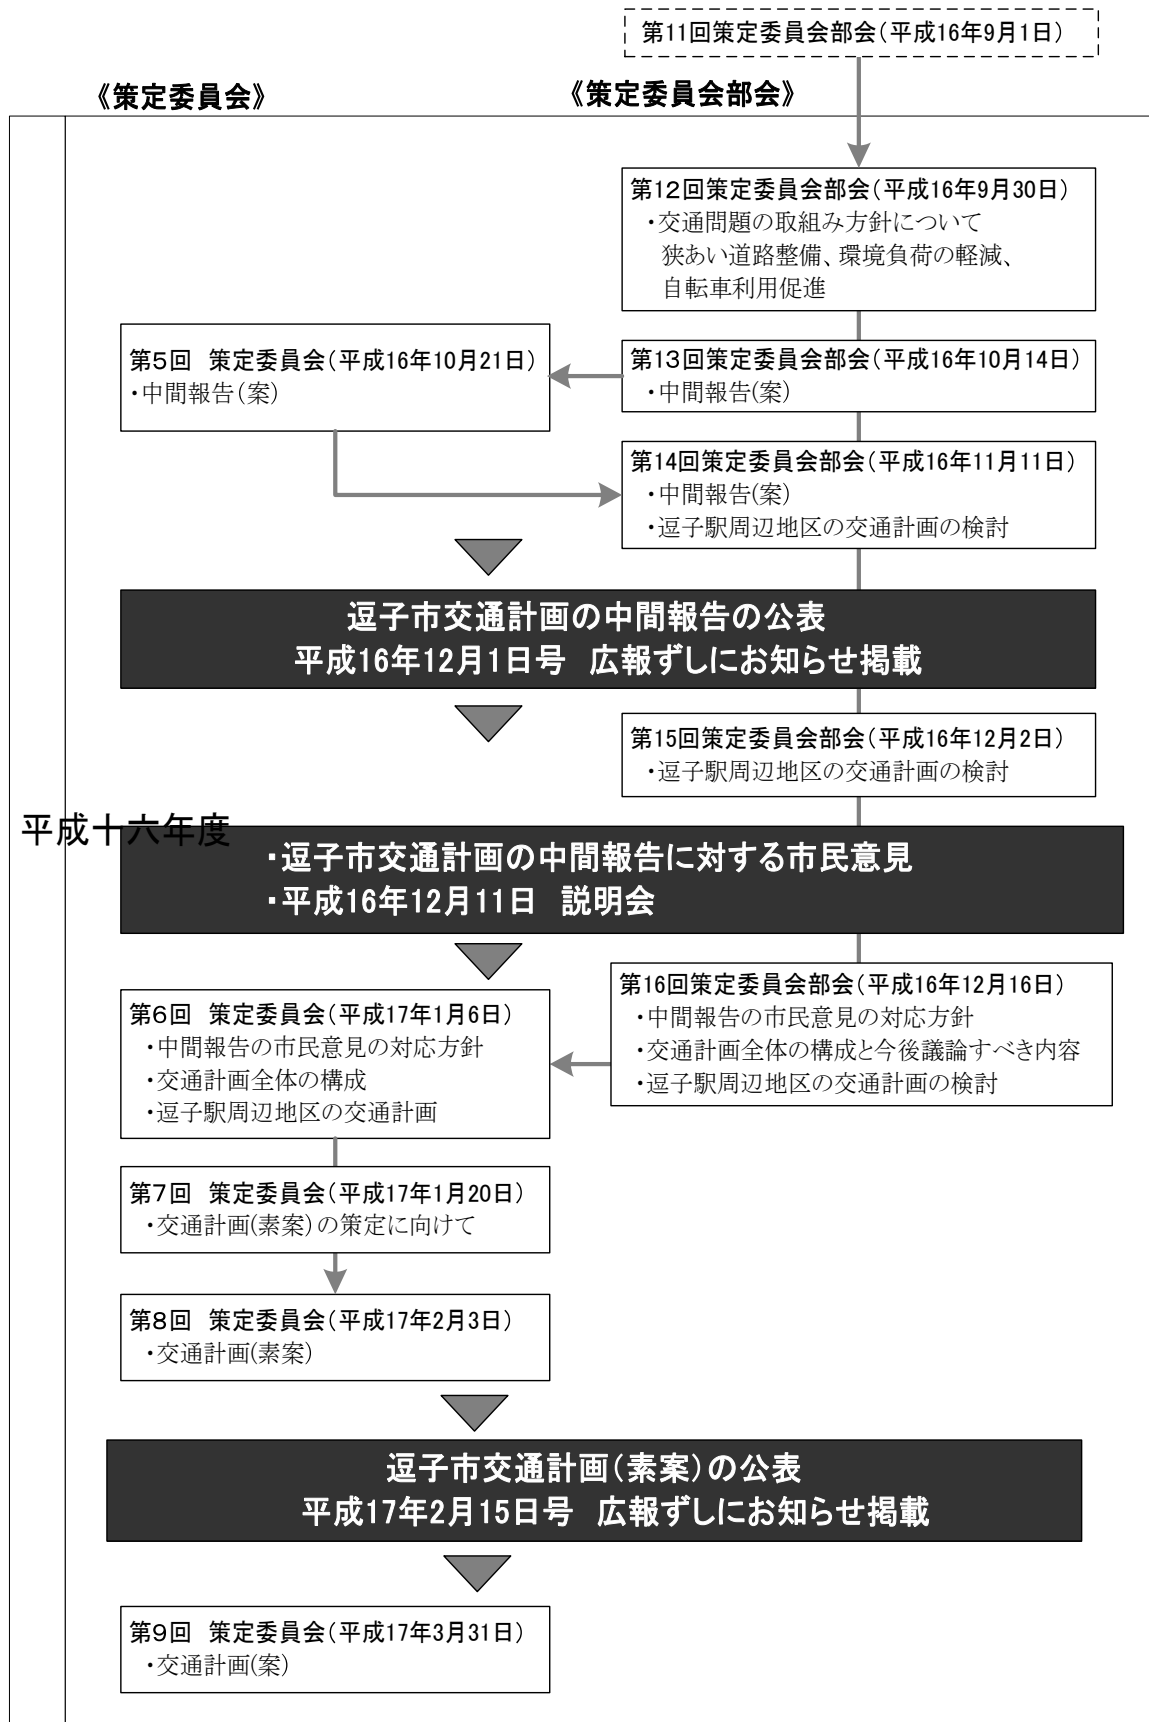 第11回策定委員会部会（平成16年9月1日）
《策定委員会》
《策定委員会部会》
第12回策定委員会部会（平成16年9月30日）
・交通問題の取組み方針について
狭あい道路整備、環境負荷の軽減、
自転車利用促進
第5回　策定委員会（平成16年10月21日）
・中間報告（案）
第13回策定委員会部会（平成16年10月14日）
・中間報告(案）
第14回策定委員会部会（平成16年11月11日）
・中間報告(案）
・逗子駅周辺地区の交通計画の検討
逗子市交通計画の中間報告の公表
平成16年12月1日号　広報ずしにお知らせ掲載
第15回策定委員会部会（平成16年12月2日）
・逗子駅周辺地区の交通計画の検討
平成十六年度
・逗子市交通計画の中間報告に対する市民意見
・平成16年12月11日　説明会
第16回策定委員会部会（平成16年12月16日）
・中間報告の市民意見の対応方針
・交通計画全体の構成と今後議論すべき内容
・逗子駅周辺地区の交通計画の検討
第6回　策定委員会（平成17年1月6日）
・中間報告の市民意見の対応方針
・交通計画全体の構成
・逗子駅周辺地区の交通計画
第7回　策定委員会（平成17年1月20日）
・交通計画(素案）の策定に向けて
第8回　策定委員会（平成17年2月3日）
・交通計画(素案）
逗子市交通計画（素案）の公表
平成17年2月15日号　広報ずしにお知らせ掲載
第9回　策定委員会（平成17年3月31日）
・交通計画(案）